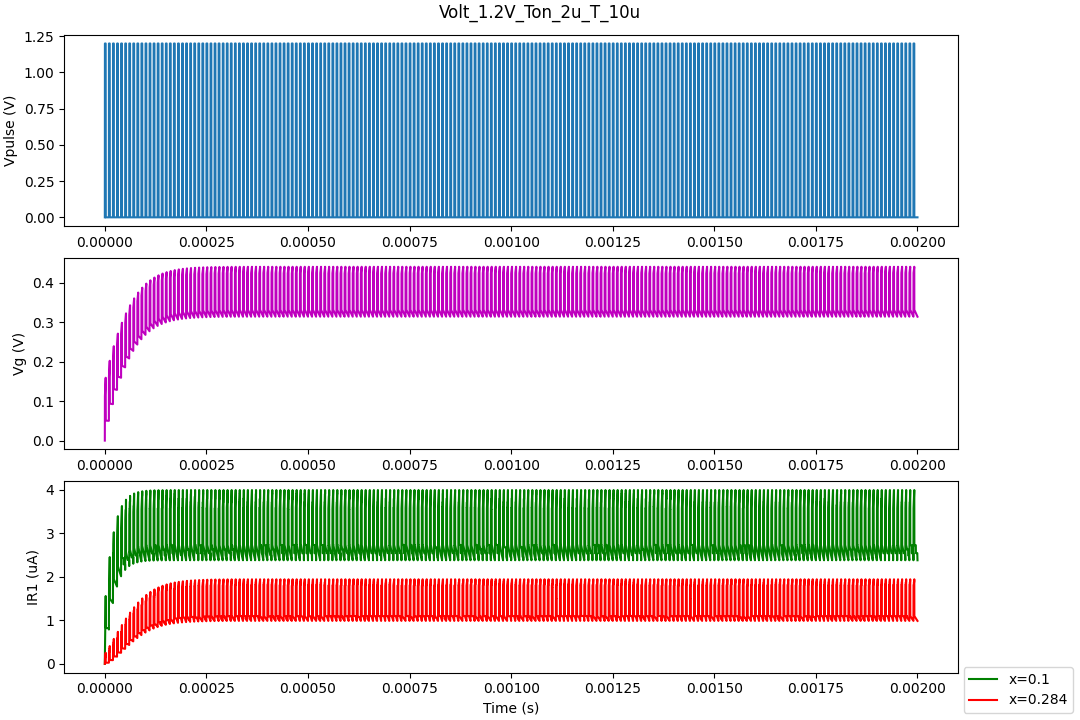 Volt_1.2V_Ton_2u_T_10u
1.25
1.00
0.75
0.50
0.25
0.00
Vpulse (V)
0.00000 0.00025 0.00050 0.00075 0.00100 0.00125 0.00150 0.00175 0.00200
0.4
0.3
0.2
0.1
0.0
Vg (V)
0.00000 0.00025 0.00050 0.00075 0.00100 0.00125 0.00150 0.00175 0.00200
4
3
2
1
0
IR1 (uA)
0.00000 0.00025 0.00050 0.00075 0.00100 0.00125 0.00150 0.00175 0.00200
Time (s)
x=0.1
x=0.284